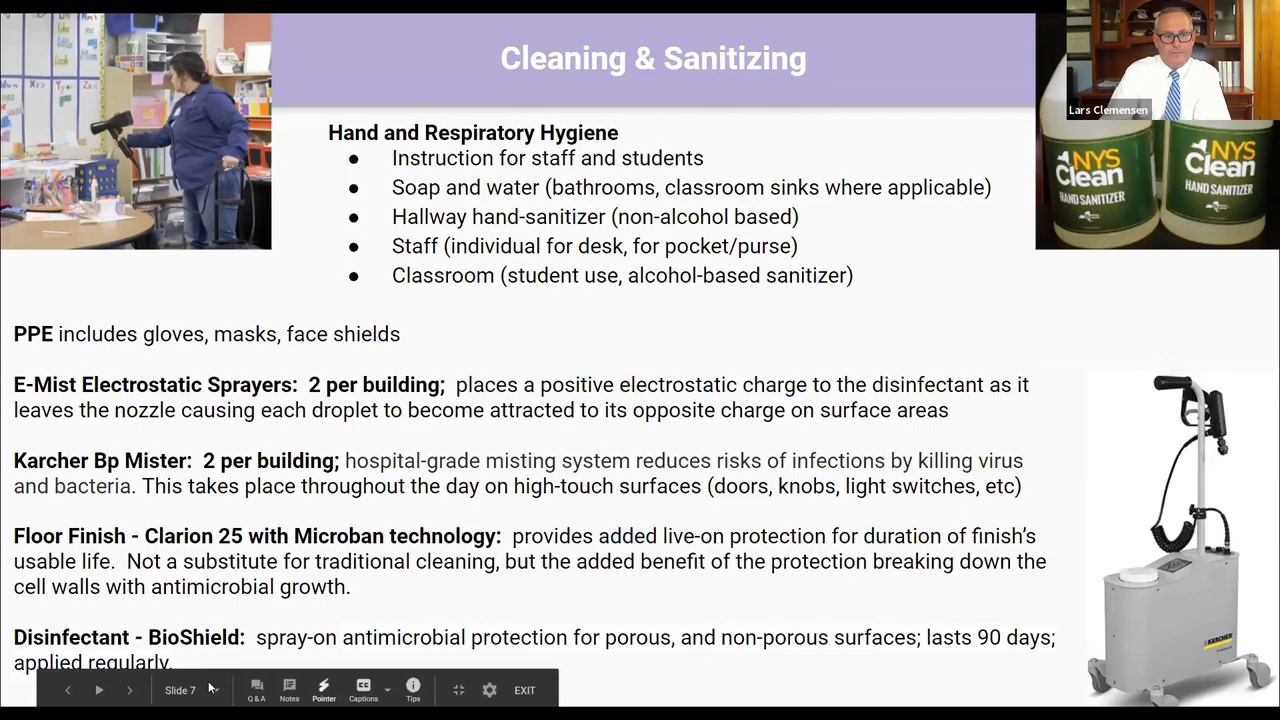 Cleaning & Sanitizing
Lars Clemensen
Hand and Respiratory Hygiene
● Instruction for staff and students
● Soap and water (bathrooms, classroom sinks where applicable)
● Hallway hand-sanitizer (non-alcohol based)
● Staff (individual for desk, for pocket/purse)
● Classroom (student use, alcohol-based sanitizer)
NYS
Clean
HAND SANITIZER
NYS
Clean
HAND SANITIZER
PPE includes gloves, masks, face shields
E-Mist Electrostatic Sprayers: 2 per building; places a positive electrostatic charge to the disinfectant as it
leaves the nozzle causing each droplet to become attracted to its opposite charge on surface areas
Karcher Bp Mister: 2 per building; hospital-grade misting system reduces risks of infections by killing virus
and bacteria. This takes place throughout the day on high-touch surfaces (doors, knobs, light switches, etc)
Floor Finish - Clarion 25 with Microban technology: provides added live-on protection for duration of finish's
usable life. Not a substitute for traditional cleaning, but the added benefit of the protection breaking down the
cell walls with antimicrobial growth.
KARCHER
Disinfectant - BioShield: spray-on antimicrobial protection for porous, and non-porous surfaces; lasts 90 days;
applied regularly.
Slide 7
Q & A
Notes
Pointer
Captions
Tips
EXIT